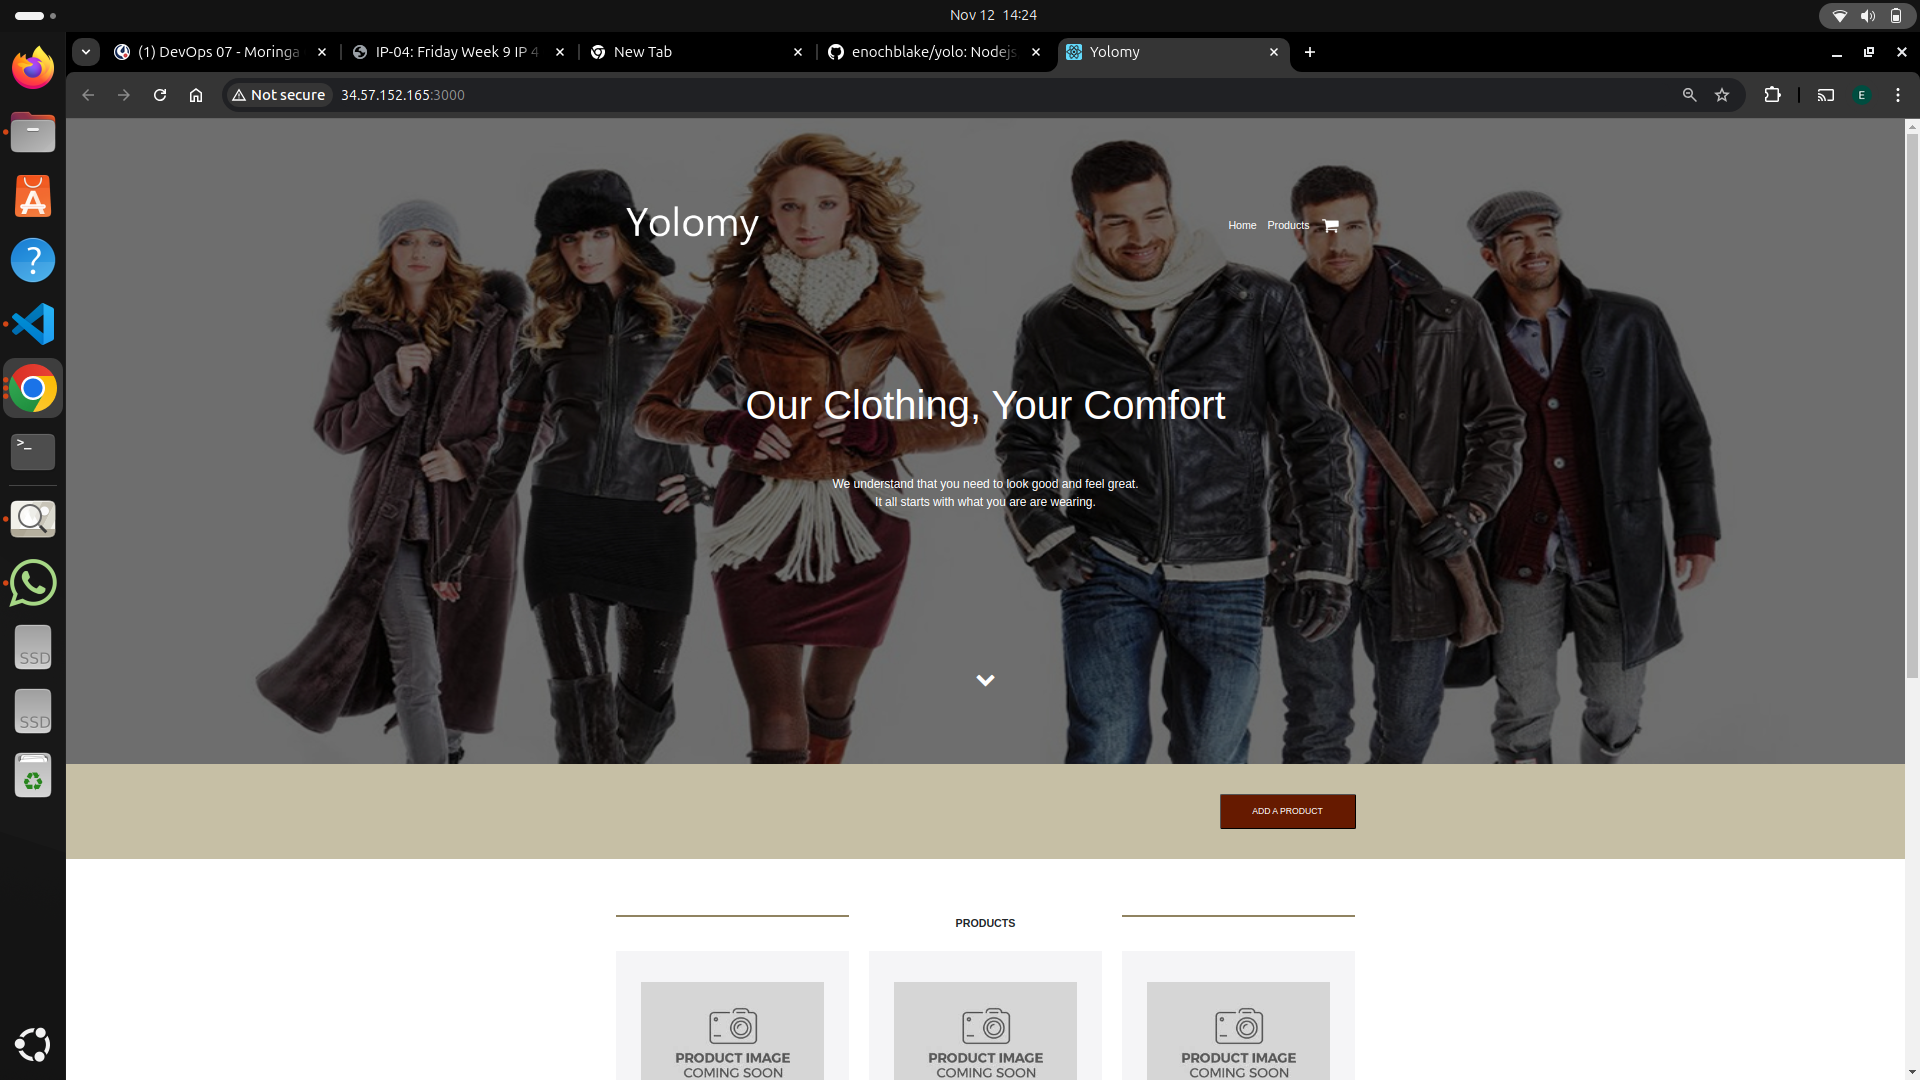 Nov 12 14:24
(1) DevOps 07 - Moringa
IP-04: Friday Week 9 IP 4
New Tab
enochblake/yolo: Nodejs
Yolomy
Not secure
34.57.152.165:3000
E
Yolomy
Home Products
Our Clothing, Your Comfort
We understand that you need to look good and feel great.
It all starts with what you are are wearing.
ADD A PRODUCT
PRODUCTS
PRODUCT IMAGE
COMING SOON
PRODUCT IMAGE
COMING SOON
PRODUCT IMAGE
COMING SOON
?
>_
SSD
SSD